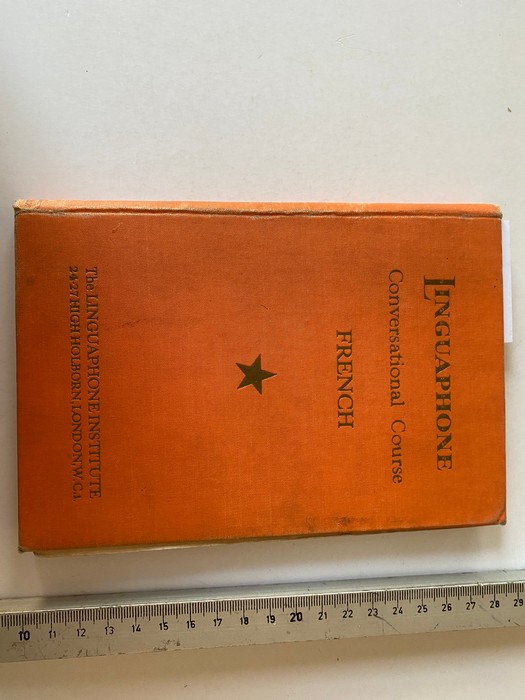 LINGUAPHONE
Conversational Course
FRENCH
The LINGUAPHONE INSTITUTE
24-27 HIGH HOLBORN, LONDON, W.C.1.
10 11 12 13 14 15 16 17 18 19 20 21 22 23 24 25 26 27 28 29